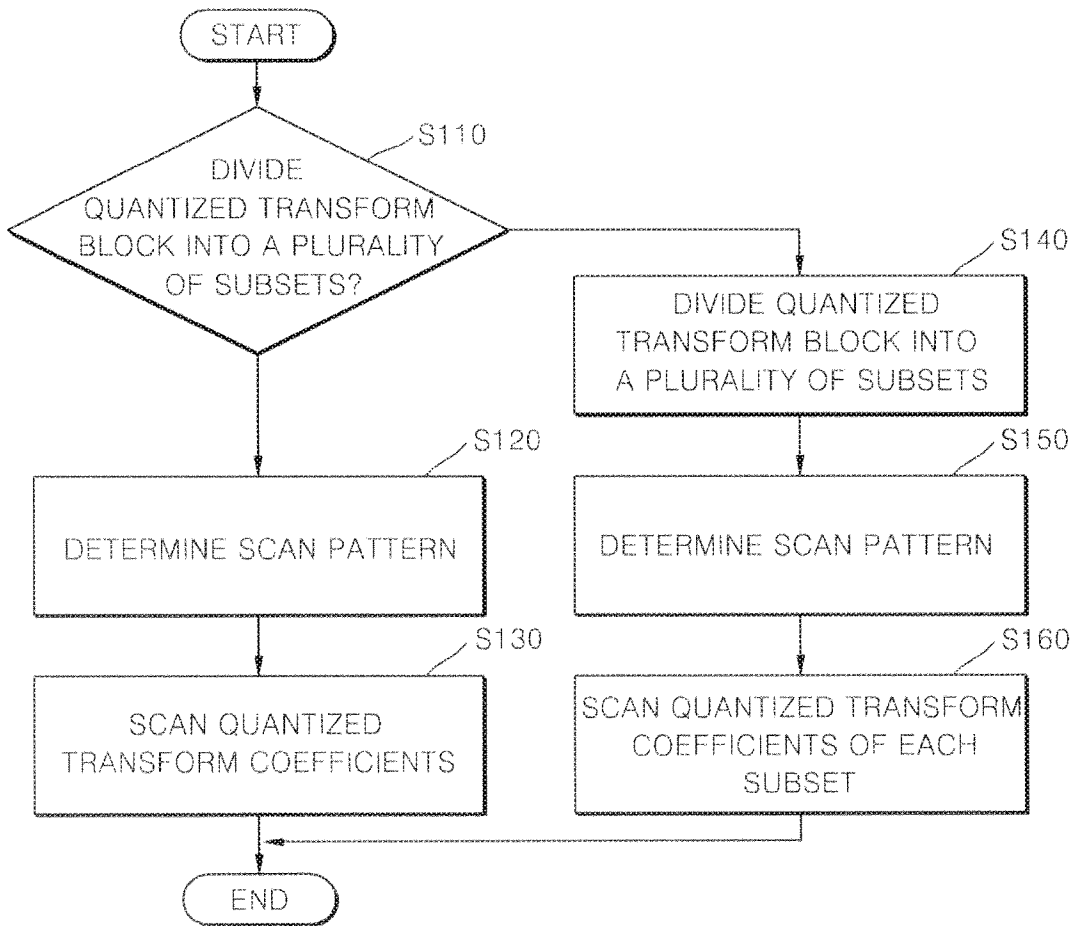 START
S110
DIVIDE
QUANTIZED TRANSFORM
BLOCK INTO A PLURALITY
OF SUBSETS?
S140
DIVIDE QUANTIZED
TRANSFORM BLOCK INTO
A PLURALITY OF SUBSETS
S120
DETERMINE SCAN PATTERN
S150
DETERMINE SCAN PATTERN
S130
SCAN QUANTIZED
TRANSFORM COEFFICIENTS
S160
SCAN QUANTIZED TRANSFORM
COEFFICIENTS OF EACH
SUBSET
END